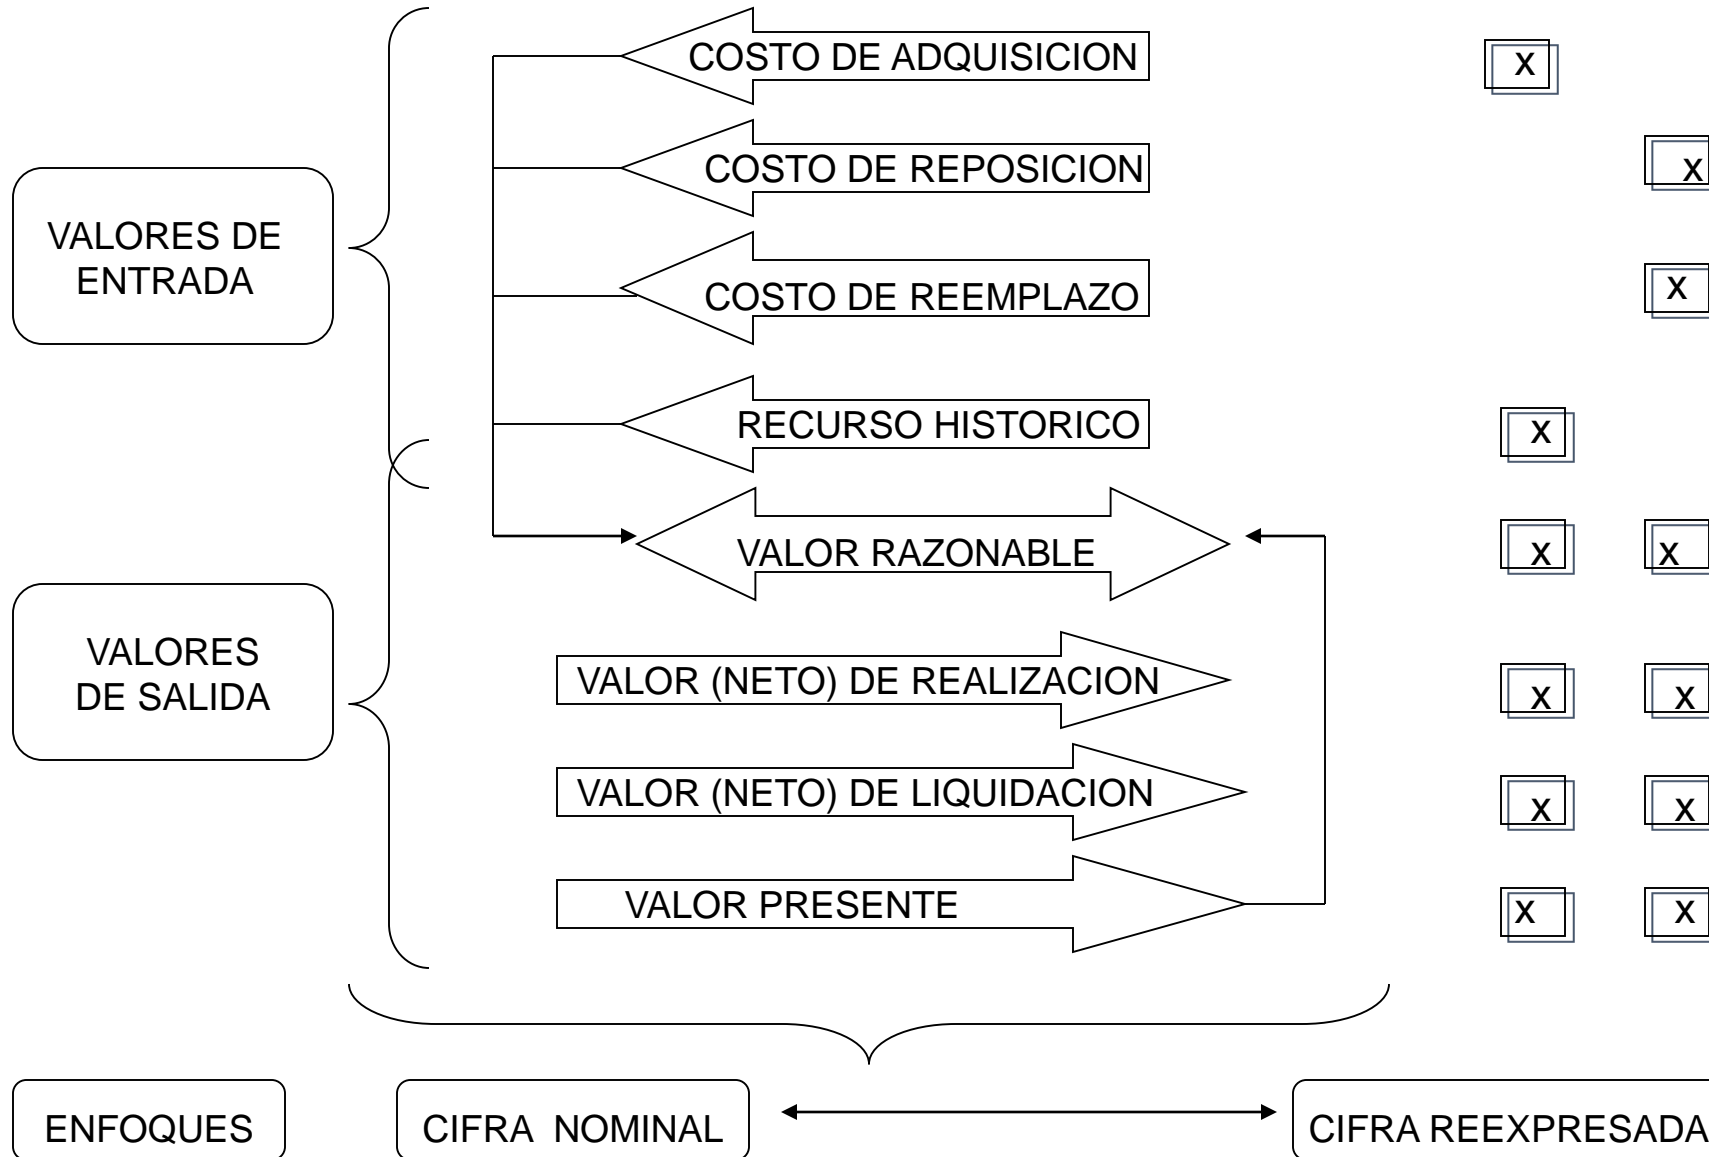 COSTO DE ADQUISICION x
COSTO DE REPOSICION x
VALORES DE
ENTRADA
COSTO DE REEMPLAZO x
RECURSO HISTORICO x
VALOR RAZONABLE x x
VALORES
DE SALIDA
VALOR (NETO) DE REALIZACION x x
VALOR (NETO) DE LIQUIDACION x x
VALOR PRESENTE x x
ENFOQUES CIFRA NOMINAL CIFRA REEXPRESADA